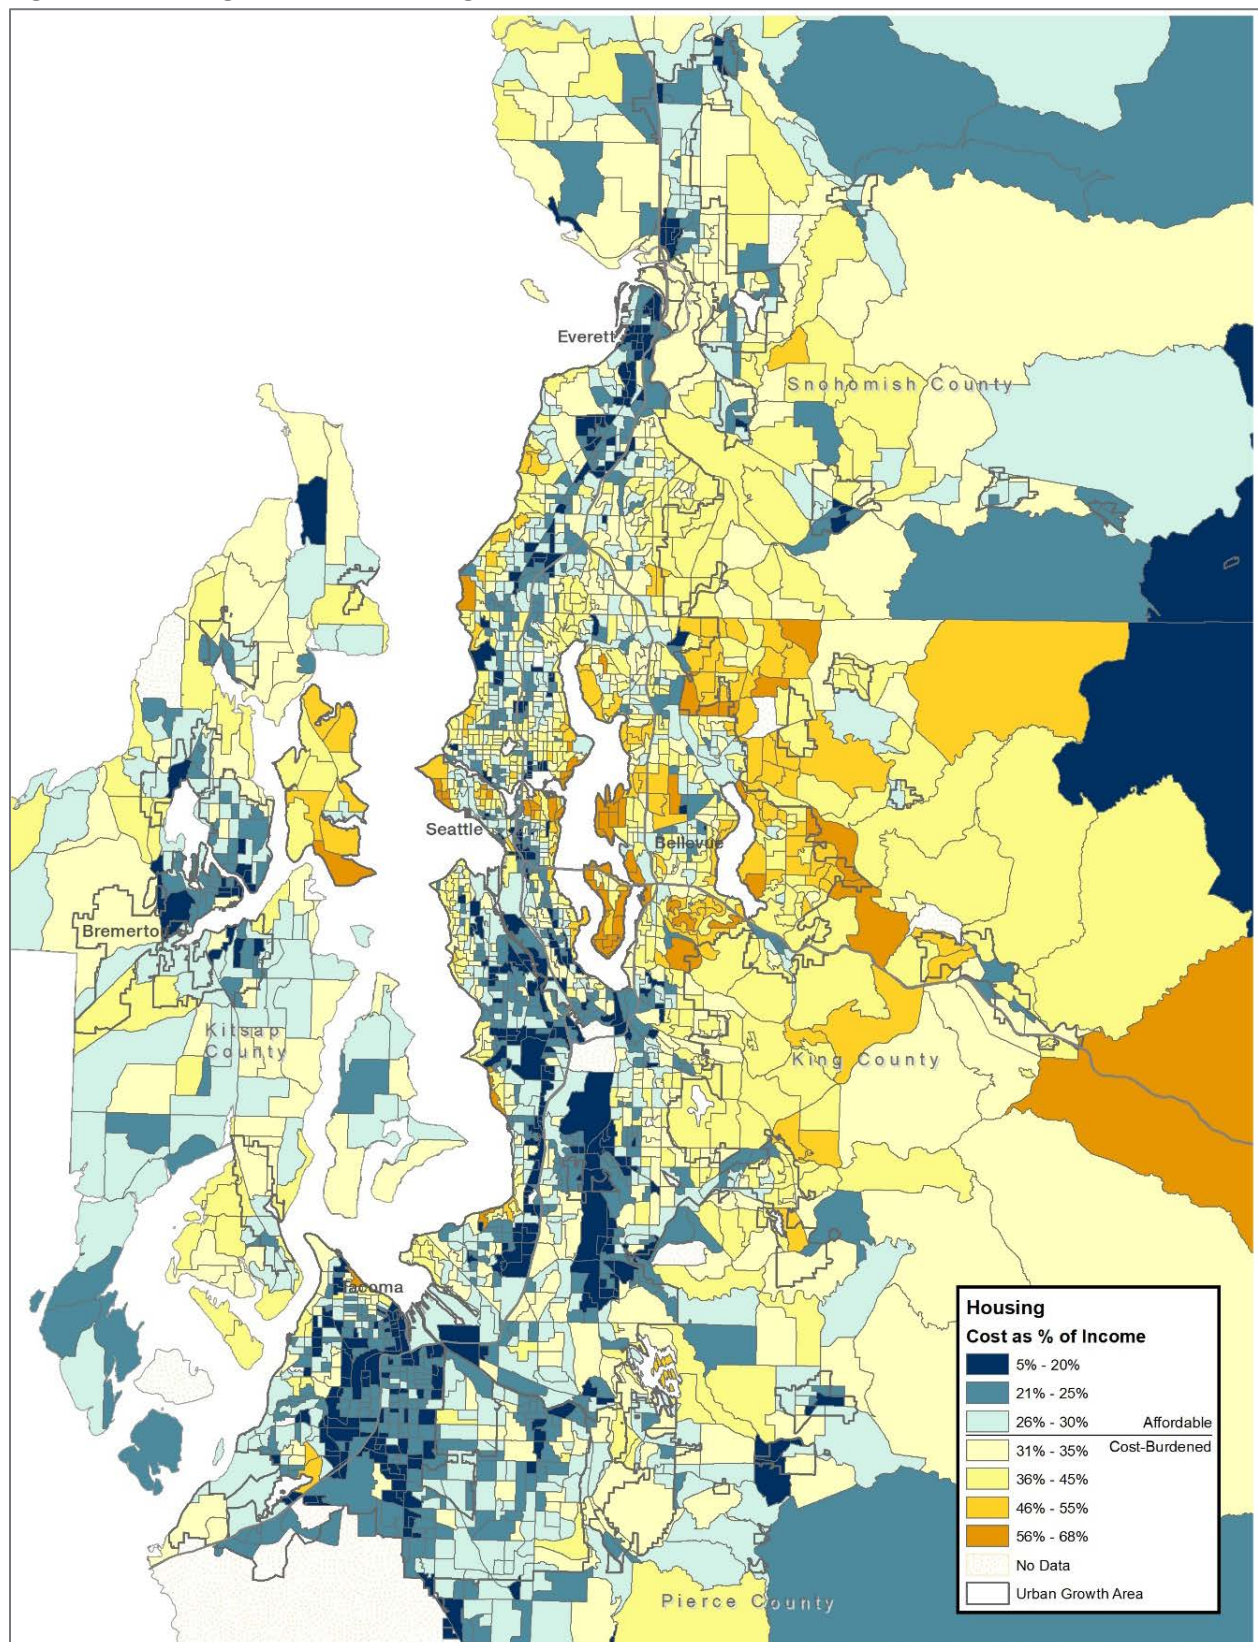 Everett
Snohomish County
Seattle
Bellevue
Bremerto
Kitsap
County
King County
Tacoma
Pierce County
Housing
Cost as % of Income
5% - 20%
21% - 25%
26% - 30% Affordable
31% - 35% Cost-Burdened
36% - 45%
46% - 55%
56% - 68%
No Data
Urban Growth Area